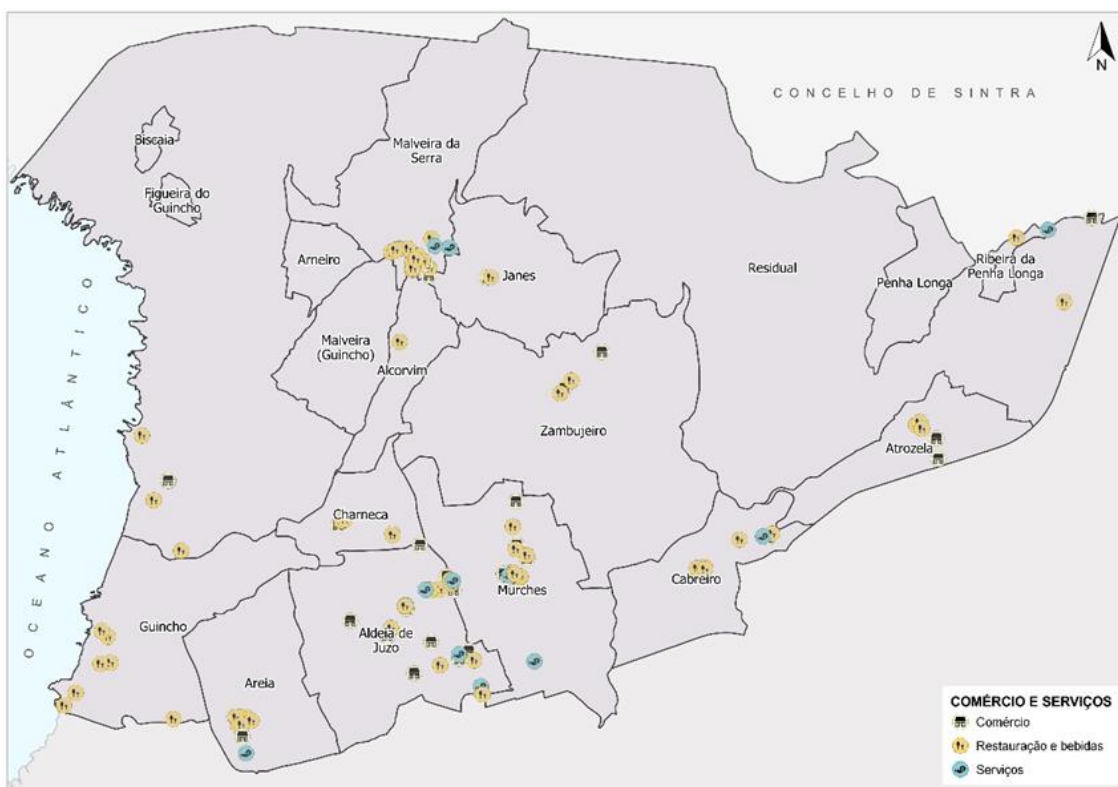 N
CONCELHO DE SINTRA
Biscaia
Malveira da
Serra
Figueira do
Guincho
Arneiro
Janes
Residual
Penha Longa
Ribeira da
Penha Longa
Malveira
(Guincho)
Alcorvim
OCEANO ATLÂNTICO
Zambujeiro
Atrozela
Charneca
Cabreiro
Murches
Guincho
Aldeia de
Juzo
Areia
COMÉRCIO E SERVIÇOS
Comércio
Restauração e bebidas
Serviços